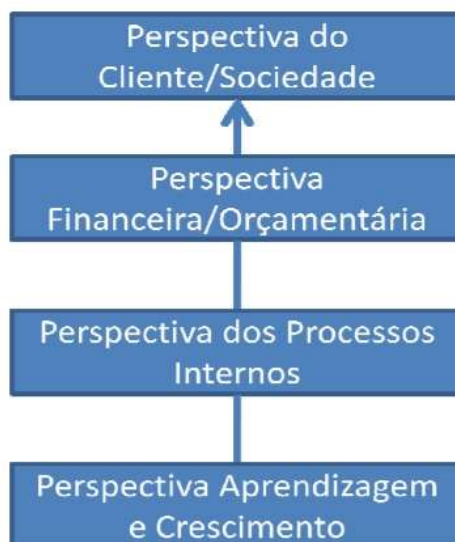 Perspectiva do
Cliente/Sociedade
Perspectiva
Financeira/Orçamentária
Perspectiva dos Processos
Internos
Perspectiva Aprendizagem
e Crescimento